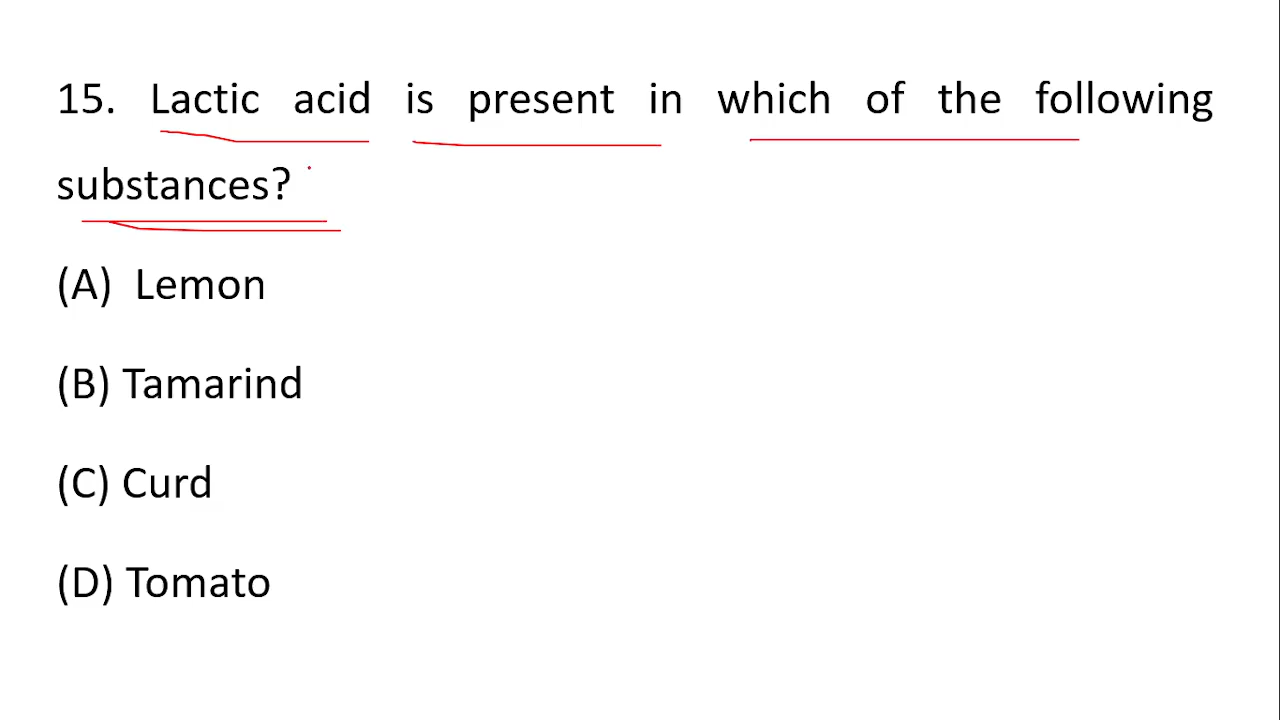 15. Lactic acid is present in which of the following
substances?
(A) Lemon
(B) Tamarind
(C) Curd
(D) Tomato